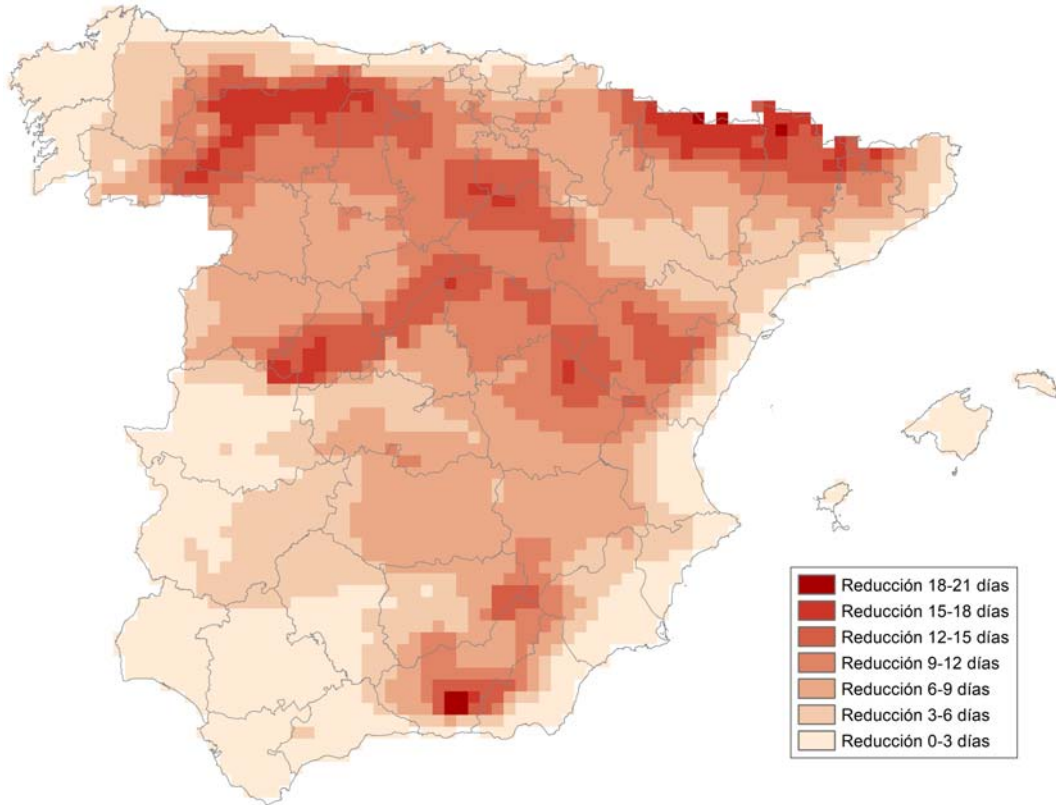 Reducción 18-21 días
Reducción 15-18 días
Reducción 12-15 días
Reducción 9-12 días
Reducción 6-9 días
Reducción 3-6 días
Reducción 0-3 días